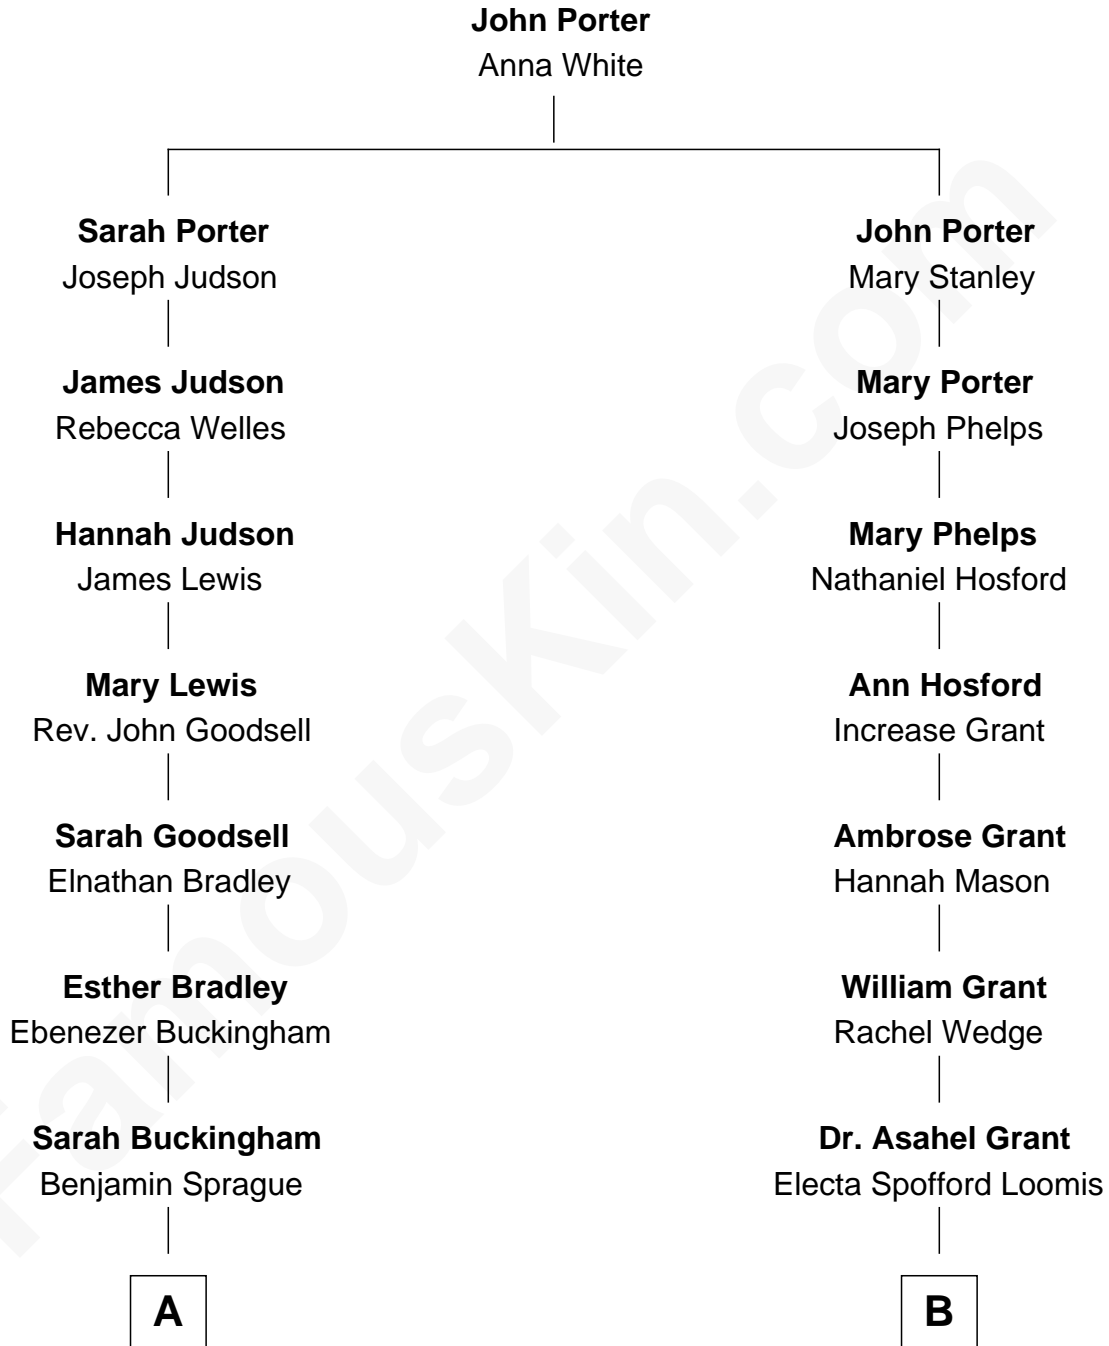 John Porter
Anna White
Sarah Porter
Joseph Judson
John Porter
Mary Stanley
James Judson
Rebecca Welles
Mary Porter
Joseph Phelps
Hannah Judson
James Lewis
Mary Phelps
Nathaniel Hosford
Mary Lewis
Rev. John Goodsell
Ann Hosford
Increase Grant
Sarah Goodsell
Elnathan Bradley
Ambrose Grant
Hannah Mason
Esther Bradley
Ebenezer Buckingham
William Grant
Rachel Wedge
Sarah Buckingham
Benjamin Sprague
Dr. Asahel Grant
Electa Spofford Loomis
A
B
FamousKin.com